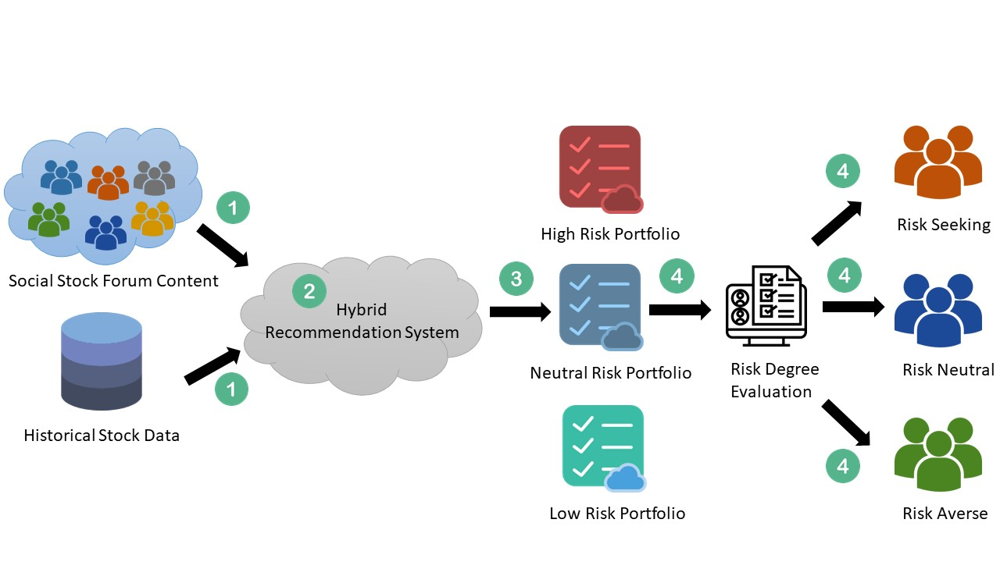 1
Social Stock Forum Content
Historical Stock Data
1
2
Hybrid
Recommendation System
3
High Risk Portfolio
Neutral Risk Portfolio
Low Risk Portfolio
4
Risk Degree
Evaluation
4
Risk Seeking
4
Risk Neutral
4
Risk Averse